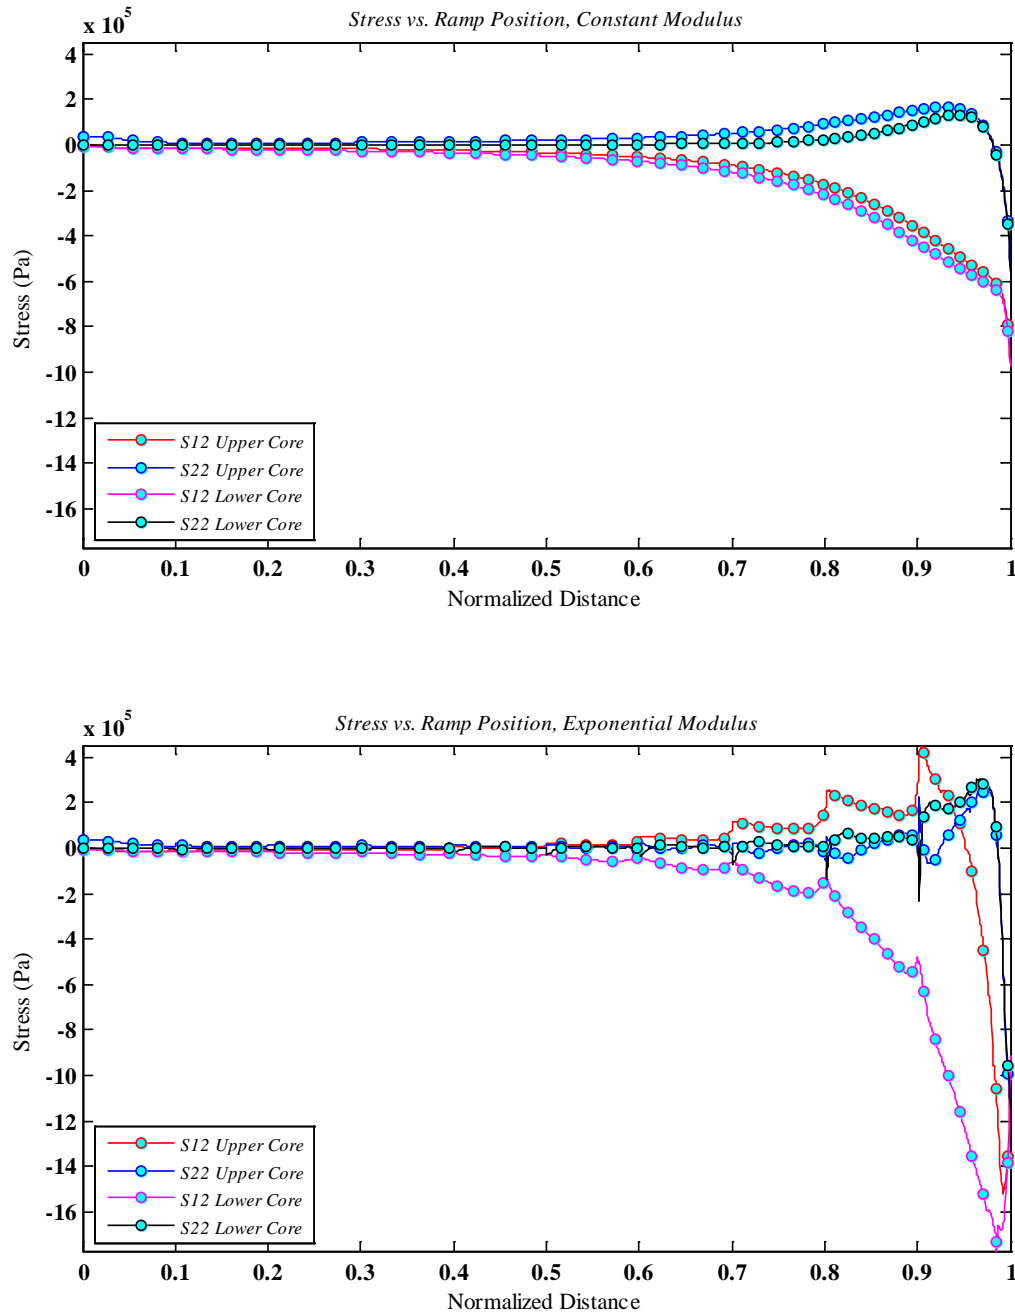 Stress vs. Ramp Position, Constant Modulus
x 10^5
4
2
0
-2
-4
-6
-8
-10
-12
-14
-16
Stress (Pa)
S12 Upper Core
S22 Upper Core
S12 Lower Core
S22 Lower Core
0 0.1 0.2 0.3 0.4 0.5 0.6 0.7 0.8 0.9 1
Normalized Distance
Stress vs. Ramp Position, Exponential Modulus
x 10^5
4
2
0
-2
-4
-6
-8
-10
-12
-14
-16
Stress (Pa)
S12 Upper Core
S22 Upper Core
S12 Lower Core
S22 Lower Core
0 0.1 0.2 0.3 0.4 0.5 0.6 0.7 0.8 0.9 1
Normalized Distance